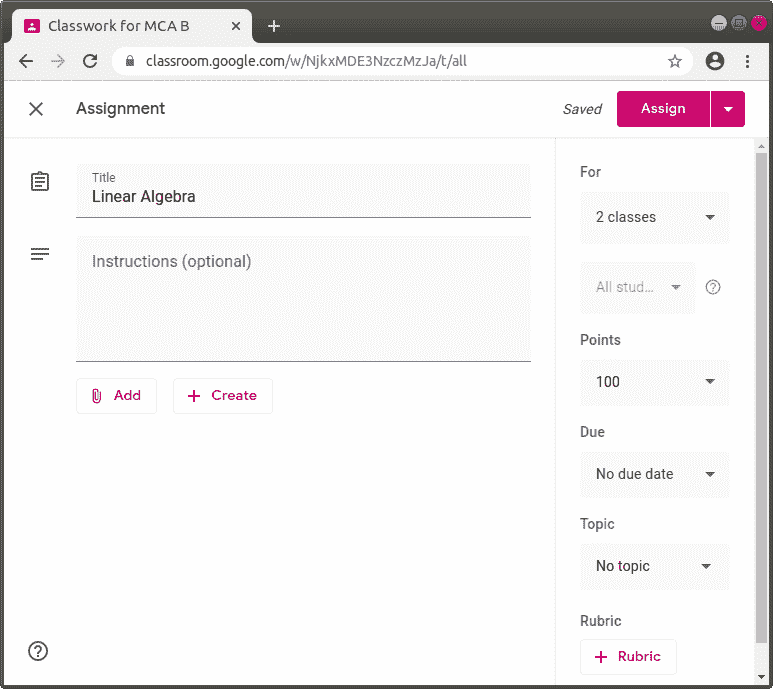 Classwork for MCA B
classroom.google.com/w/NjkxMDE3NzczMzJa/t/all
Assignment
Saved
Assign
Title
Linear Algebra
Instructions (optional)
Add
Create
For
2 classes
All stud...
Points
100
Due
No due date
Topic
No topic
Rubric
Rubric